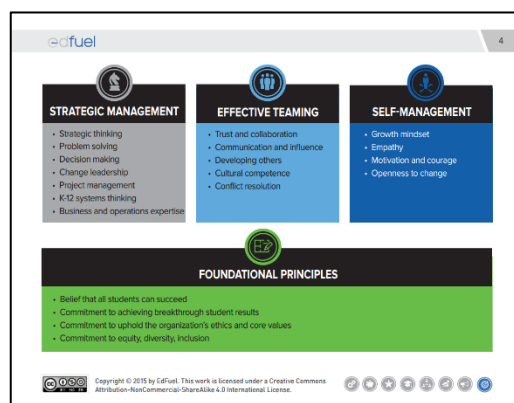 edfuel
4
STRATEGIC MANAGEMENT
• Strategic thinking
• Problem solving
• Decision making
• Change leadership
• Project management
• K-12 systems thinking
• Business and operations expertise
EFFECTIVE TEAMING
• Trust and collaboration
• Communication and influence
• Developing others
• Cultural competence
• Conflict resolution
SELF-MANAGEMENT
• Growth mindset
• Empathy
• Motivation and courage
• Openness to change
FOUNDATIONAL PRINCIPLES
• Belief that all students can succeed
• Commitment to achieving breakthrough student results
• Commitment to uphold the organization's ethics and core values
• Commitment to equity, diversity, inclusion
Copyright © 2015 by EdFuel. This work is licensed under a Creative Commons
Attribution-NonCommercial-ShareAlike 4.0 International License.